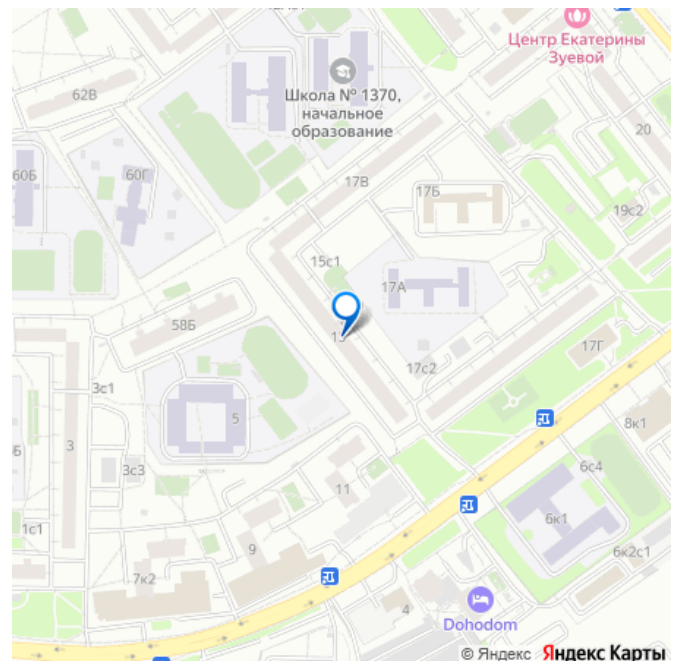 Центр Екатерины
Зуевой
62В
Школа № 1370,
начальное
образование
20
60Б
60Г
17В
17Б
19с2
15с1
17А
58Б
17Г
17с2
3с1
5
8к1
3
3с3
6с4
11
1с1
6к1
9
6к2с1
7к2
4
Dohodom
© Яндекс Яндекс Карты